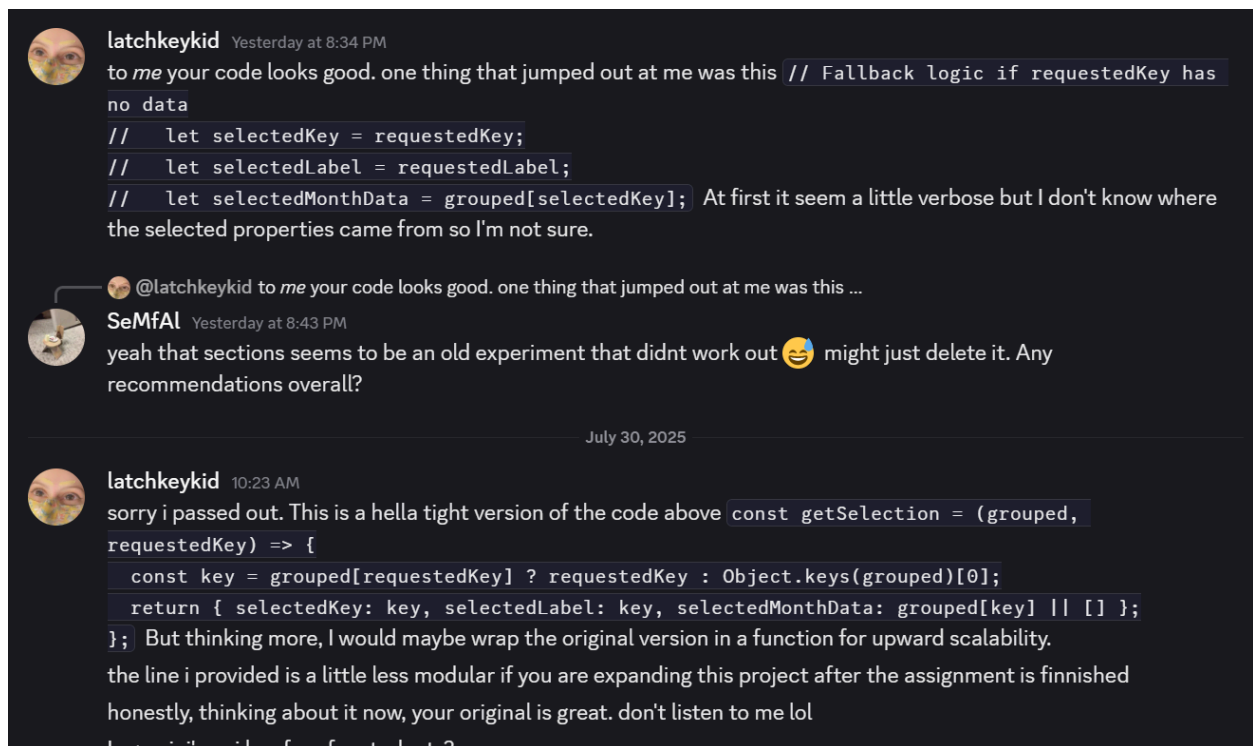 latchkeykid Yesterday at 8:34 PM
to me your code looks good. one thing that jumped out at me was this // Fallback logic if requestedKey has
no data
//   let selectedKey = requestedKey;
//   let selectedLabel = requestedLabel;
//   let selectedMonthData = grouped[selectedKey]; At first it seem a little verbose but I don't know where
the selected properties came from so I'm not sure.
@latchkeykid to me your code looks good. one thing that jumped out at me was this ...
SeMfAl Yesterday at 8:43 PM
yeah that sections seems to be an old experiment that didnt work out 😅 might just delete it. Any
recommendations overall?
July 30, 2025
latchkeykid 10:23 AM
sorry i passed out. This is a hella tight version of the code above const getSelection = (grouped,
requestedKey) => {
  const key = grouped[requestedKey] ? requestedKey : Object.keys(grouped)[0];
  return { selectedKey: key, selectedLabel: key, selectedMonthData: grouped[key] || [] };
}; But thinking more, I would maybe wrap the original version in a function for upward scalability.
the line i provided is a little less modular if you are expanding this project after the assignment is finnished
honestly, thinking about it now, your original is great. don't listen to me lol